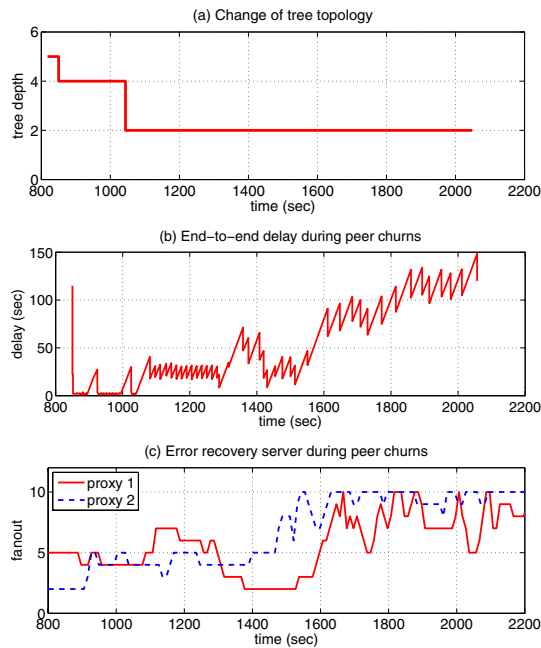 (a) Change of tree topology
6
4
2
0
tree depth
800 1000 1200 1400 1600 1800 2000 2200
time (sec)
(b) End−to−end delay during peer churns
150
100
50
0
delay (sec)
800 1000 1200 1400 1600 1800 2000 2200
time (sec)
(c) Error recovery server during peer churns
proxy 1
proxy 2
10
5
0
fanout
800 1000 1200 1400 1600 1800 2000 2200
time (sec)